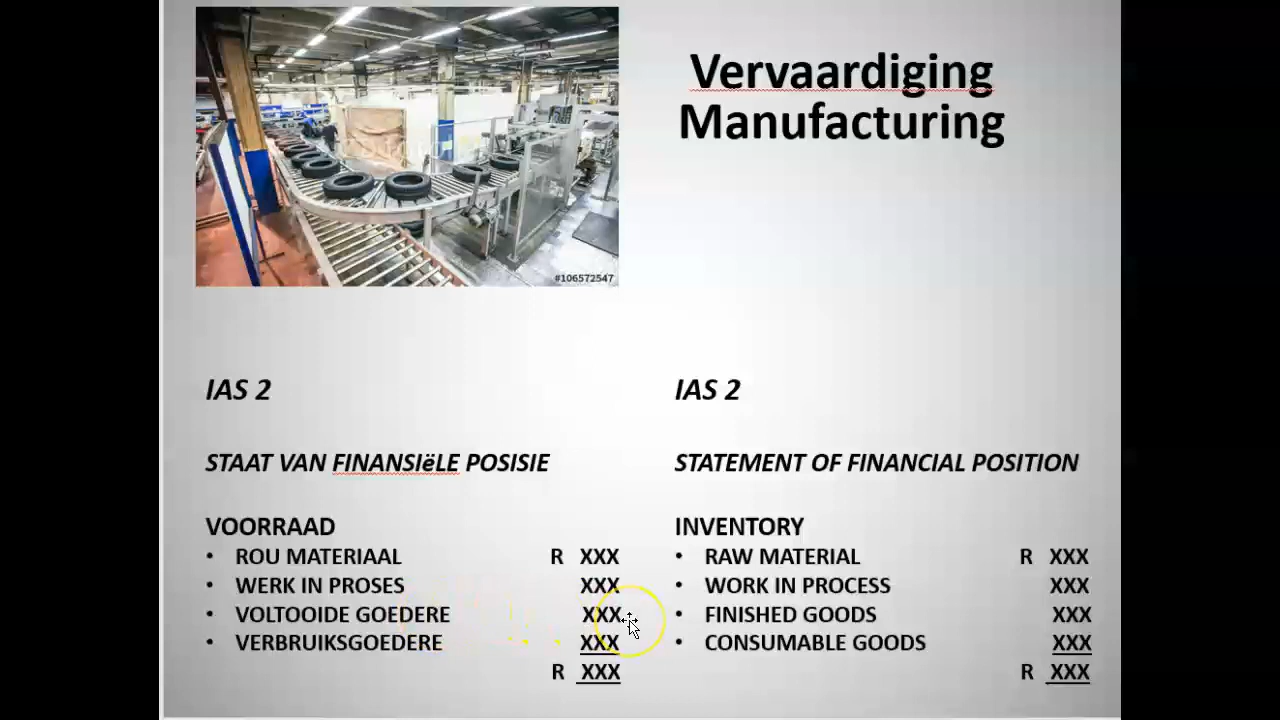 Vervaardiging
Manufacturing
#106572547
IAS 2
STAAT VAN FINANSIëLE POSISIE
VOORRAAD
• ROU MATERIAAL R XXX
• WERK IN PROSES XXX
• VOLTOOIDE GOEDERE XXX
• VERBRUIKSGOEDERE XXX
R XXX
IAS 2
STATEMENT OF FINANCIAL POSITION
INVENTORY
• RAW MATERIAL R XXX
• WORK IN PROCESS XXX
• FINISHED GOODS XXX
• CONSUMABLE GOODS XXX
R XXX